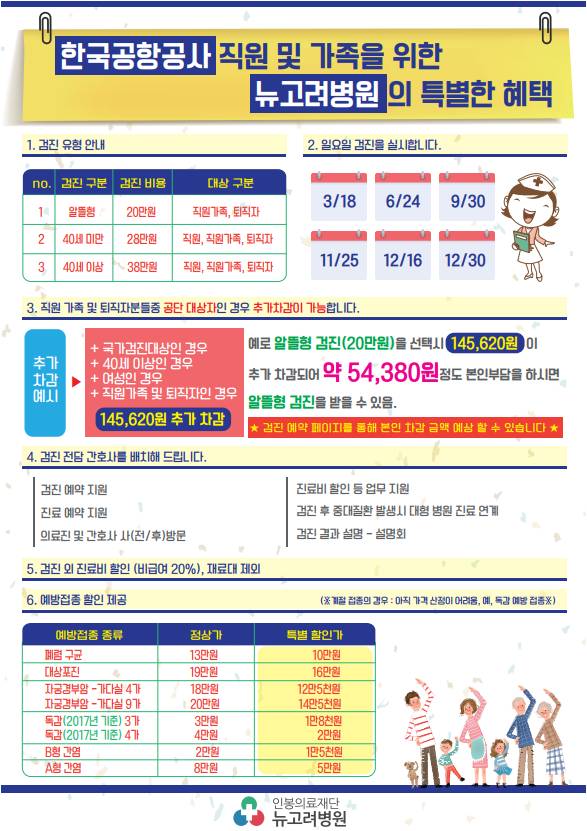 한국공항공사 직원 및 가족을 위한
뉴고려병원의 특별한 혜택
1. 검진 유형 안내
no. 검진 구분 검진 비용 대상 구분
1 알뜰형 20만원 직원가족, 퇴직자
2 40세 미만 28만원 직원, 직원가족, 퇴직자
3 40세 이상 38만원 직원, 직원가족, 퇴직자
2. 일요일 검진을 실시합니다.
3/18 6/24 9/30
11/25 12/16 12/30
3. 직원 가족 및 퇴직자분들중 공단 대상자인 경우 추가차감이 가능합니다.
추가
차감
예시
+ 국가검진대상인 경우
+ 40세 이상인 경우
+ 여성인 경우
+ 직원가족 및 퇴직자인 경우
145,620원 추가 차감
예로 알뜰형 검진(20만원)을 선택시 145,620원 이
추가 차감되어 약 54,380원정도 본인부담을 하시면
알뜰형 검진을 받을 수 있음.
★ 검진 예약 페이지를 통해 본인 차감 금액 예상 할 수 있습니다 ★
4. 검진 전담 간호사를 배치해 드립니다.
검진 예약 지원
진료 예약 지원
의료진 및 간호사 사(전/후)방문
진료비 할인 등 업무 지원
검진 후 중대질환 발생시 대형 병원 진료 연계
검진 결과 설명 - 설명회
5. 검진 외 진료비 할인 (비급여 20%), 재료대 제외
6. 예방접종 할인 제공 (※계절 접종의 경우 : 아직 가격 산정이 어려움, 예, 독감 예방 접종※)
예방접종 종류 정상가 특별 할인가
폐렴 구균 13만원 10만원
대상포진 19만원 16만원
자궁경부암 -가다실 4가 18만원 12만5천원
자궁경부암 -가다실 9가 20만원 14만5천원
독감(2017년 기준) 3가 3만원 1만8천원
독감(2017년 기준) 4가 4만원 2만원
B형 간염 2만원 1만5천원
A형 간염 8만원 5만원
인봉의료재단
뉴고려병원